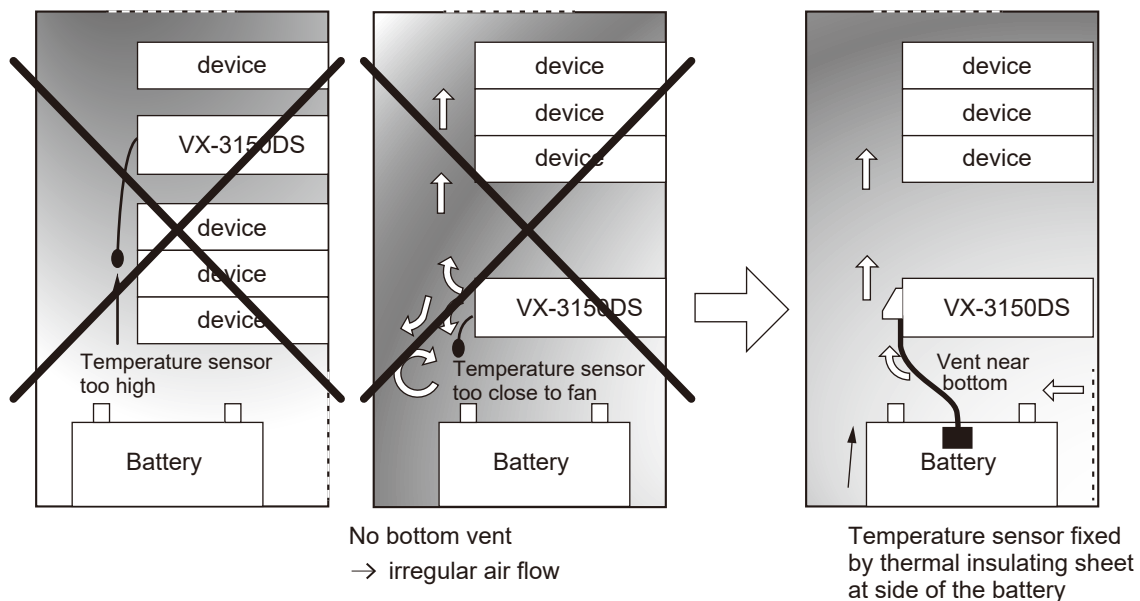 device
VX-3150DS
device
device
device
Temperature sensor
too high
Battery
device
device
device
VX-3150DS
Temperature sensor
too close to fan
Battery
No bottom vent
→ irregular air flow
device
device
device
VX-3150DS
Vent near
bottom
Battery
Temperature sensor fixed
by thermal insulating sheet
at side of the battery